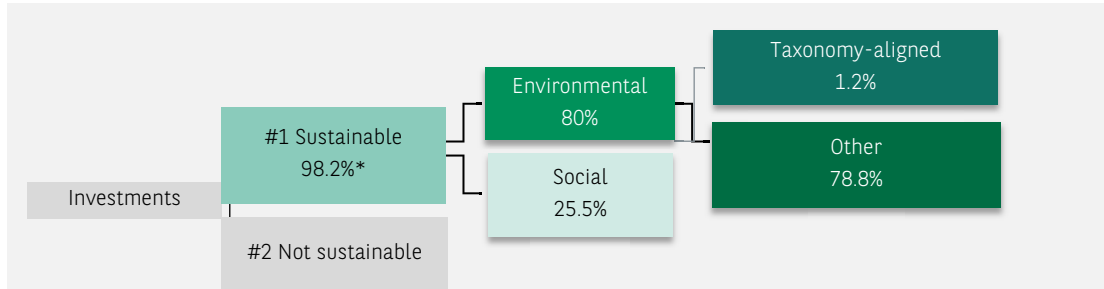 Investments
#1 Sustainable
98.2%*
#2 Not sustainable
Environmental
80%
Social
25.5%
Taxonomy-aligned
1.2%
Other
78.8%